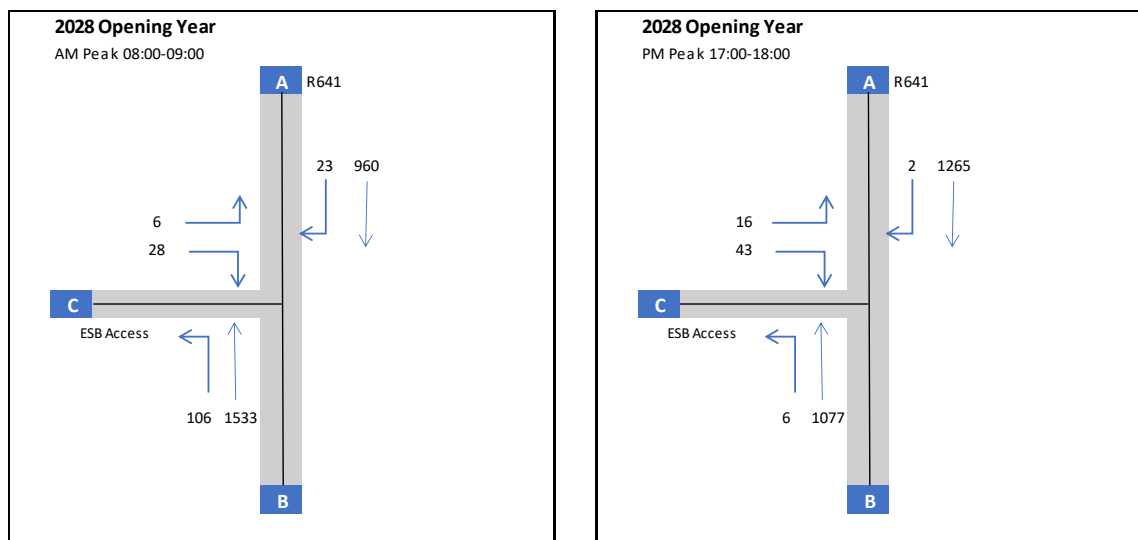 2028 Opening Year
AM Peak 08:00-09:00
A R641
23 960
6
28
C
ESB Access
106 1533
B
2028 Opening Year
PM Peak 17:00-18:00
A R641
2 1265
16
43
C
ESB Access
6 1077
B